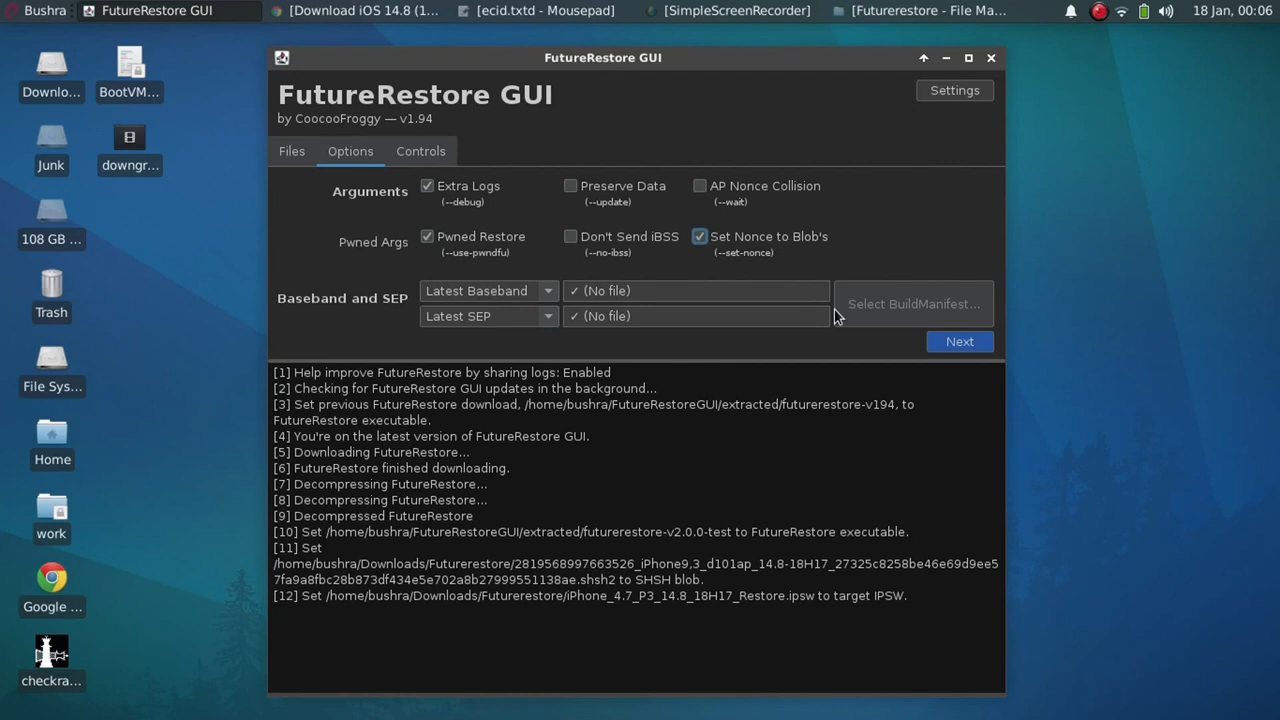 Bushra
FutureRestore GUI
[Download iOS 14.8 (1...
[ecid.txtd - Mousepad]
[SimpleScreenRecorder]
[Futurerestore - File Ma...
18 Jan, 00:06
Downlo...
BootVM...
Junk
downgr...
108 GB ...
Trash
File Sys...
Home
work
Google ...
checkra...
FutureRestore GUI
FutureRestore GUI
Settings
by CoocooFroggy — v1.94
Files
Options
Controls
Arguments
Extra Logs
(--debug)
Preserve Data
(--update)
AP Nonce Collision
(--wait)
Pwned Args
Pwned Restore
(--use-pwndfu)
Don't Send iBSS
(--no-ibss)
Set Nonce to Blob's
(--set-nonce)
Baseband and SEP
Latest Baseband
✓ (No file)
Latest SEP
✓ (No file)
Select BuildManifest...
Next
[1] Help improve FutureRestore by sharing logs: Enabled
[2] Checking for FutureRestore GUI updates in the background...
[3] Set previous FutureRestore download, /home/bushra/FutureRestoreGUI/extracted/futurerestore-v194, to
FutureRestore executable.
[4] You're on the latest version of FutureRestore GUI.
[5] Downloading FutureRestore...
[6] FutureRestore finished downloading.
[7] Decompressing FutureRestore...
[8] Decompressing FutureRestore...
[9] Decompressed FutureRestore
[10] Set /home/bushra/FutureRestoreGUI/extracted/futurerestore-v2.0.0-test to FutureRestore executable.
[11] Set
/home/bushra/Downloads/Futurerestore/2819568997663526_iPhone9,3_d101ap_14.8-18H17_27325c8258be46e69d9ee5
7fa9a8fbc28b873df434e5e702a8b27999551138ae.shsh2 to SHSH blob.
[12] Set /home/bushra/Downloads/Futurerestore/iPhone_4.7_P3_14.8_18H17_Restore.ipsw to target IPSW.